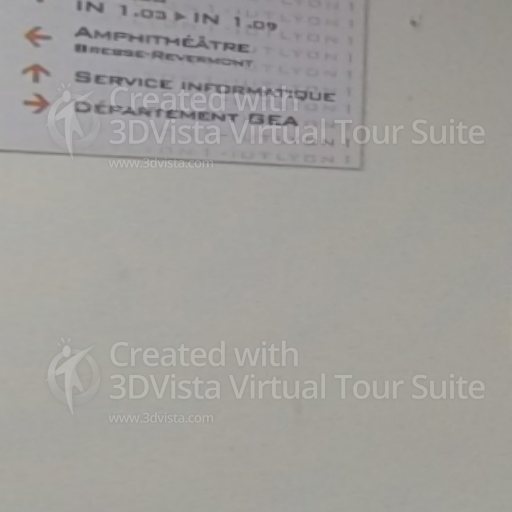 IN 1.03 ▸ IN 1.09
AMPHITHÉÂTRE
BRESSE-REVERMONT
SERVICE INFORMATIQUE
DÉPARTEMENT GEA
Created with
3DVista Virtual Tour Suite
www.3dvista.com
Created with
3DVista Virtual Tour Suite
www.3dvista.com